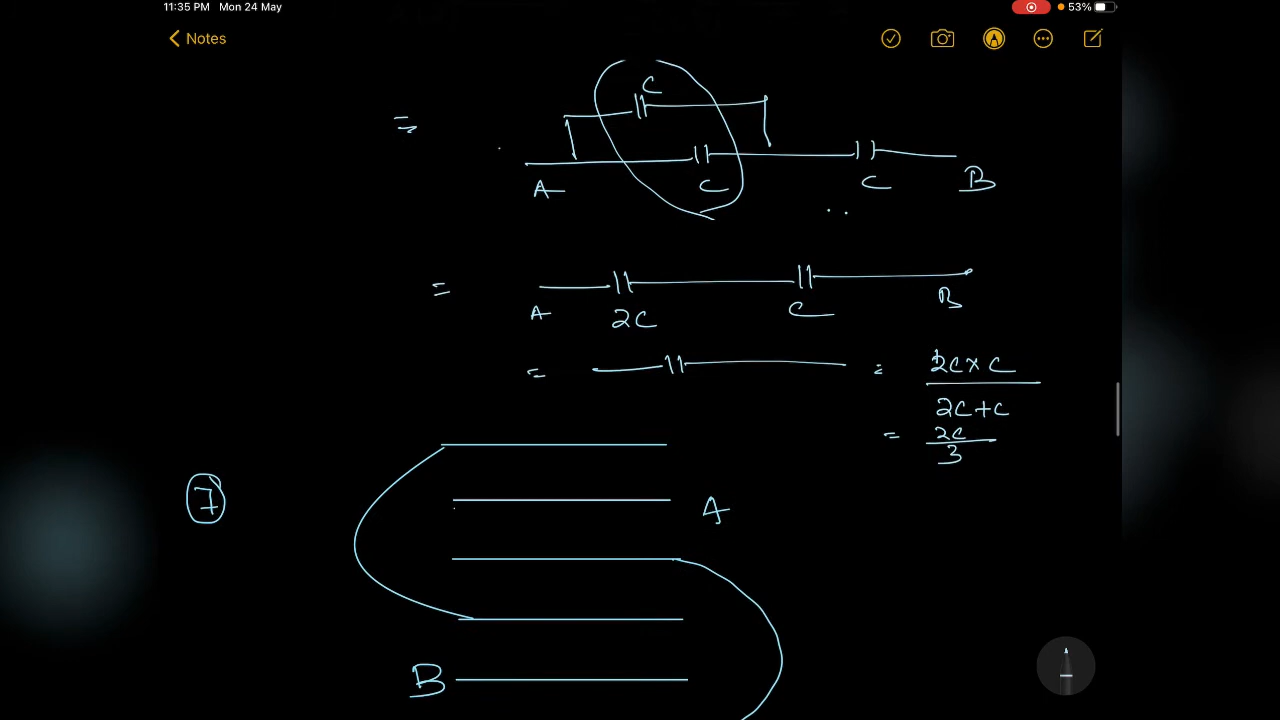 11:35 PM Mon 24 May 53%
Notes
C
=
A C C B
= A 2C C B
= = 2C×C
2C+C
= 2C
3
7
A
B